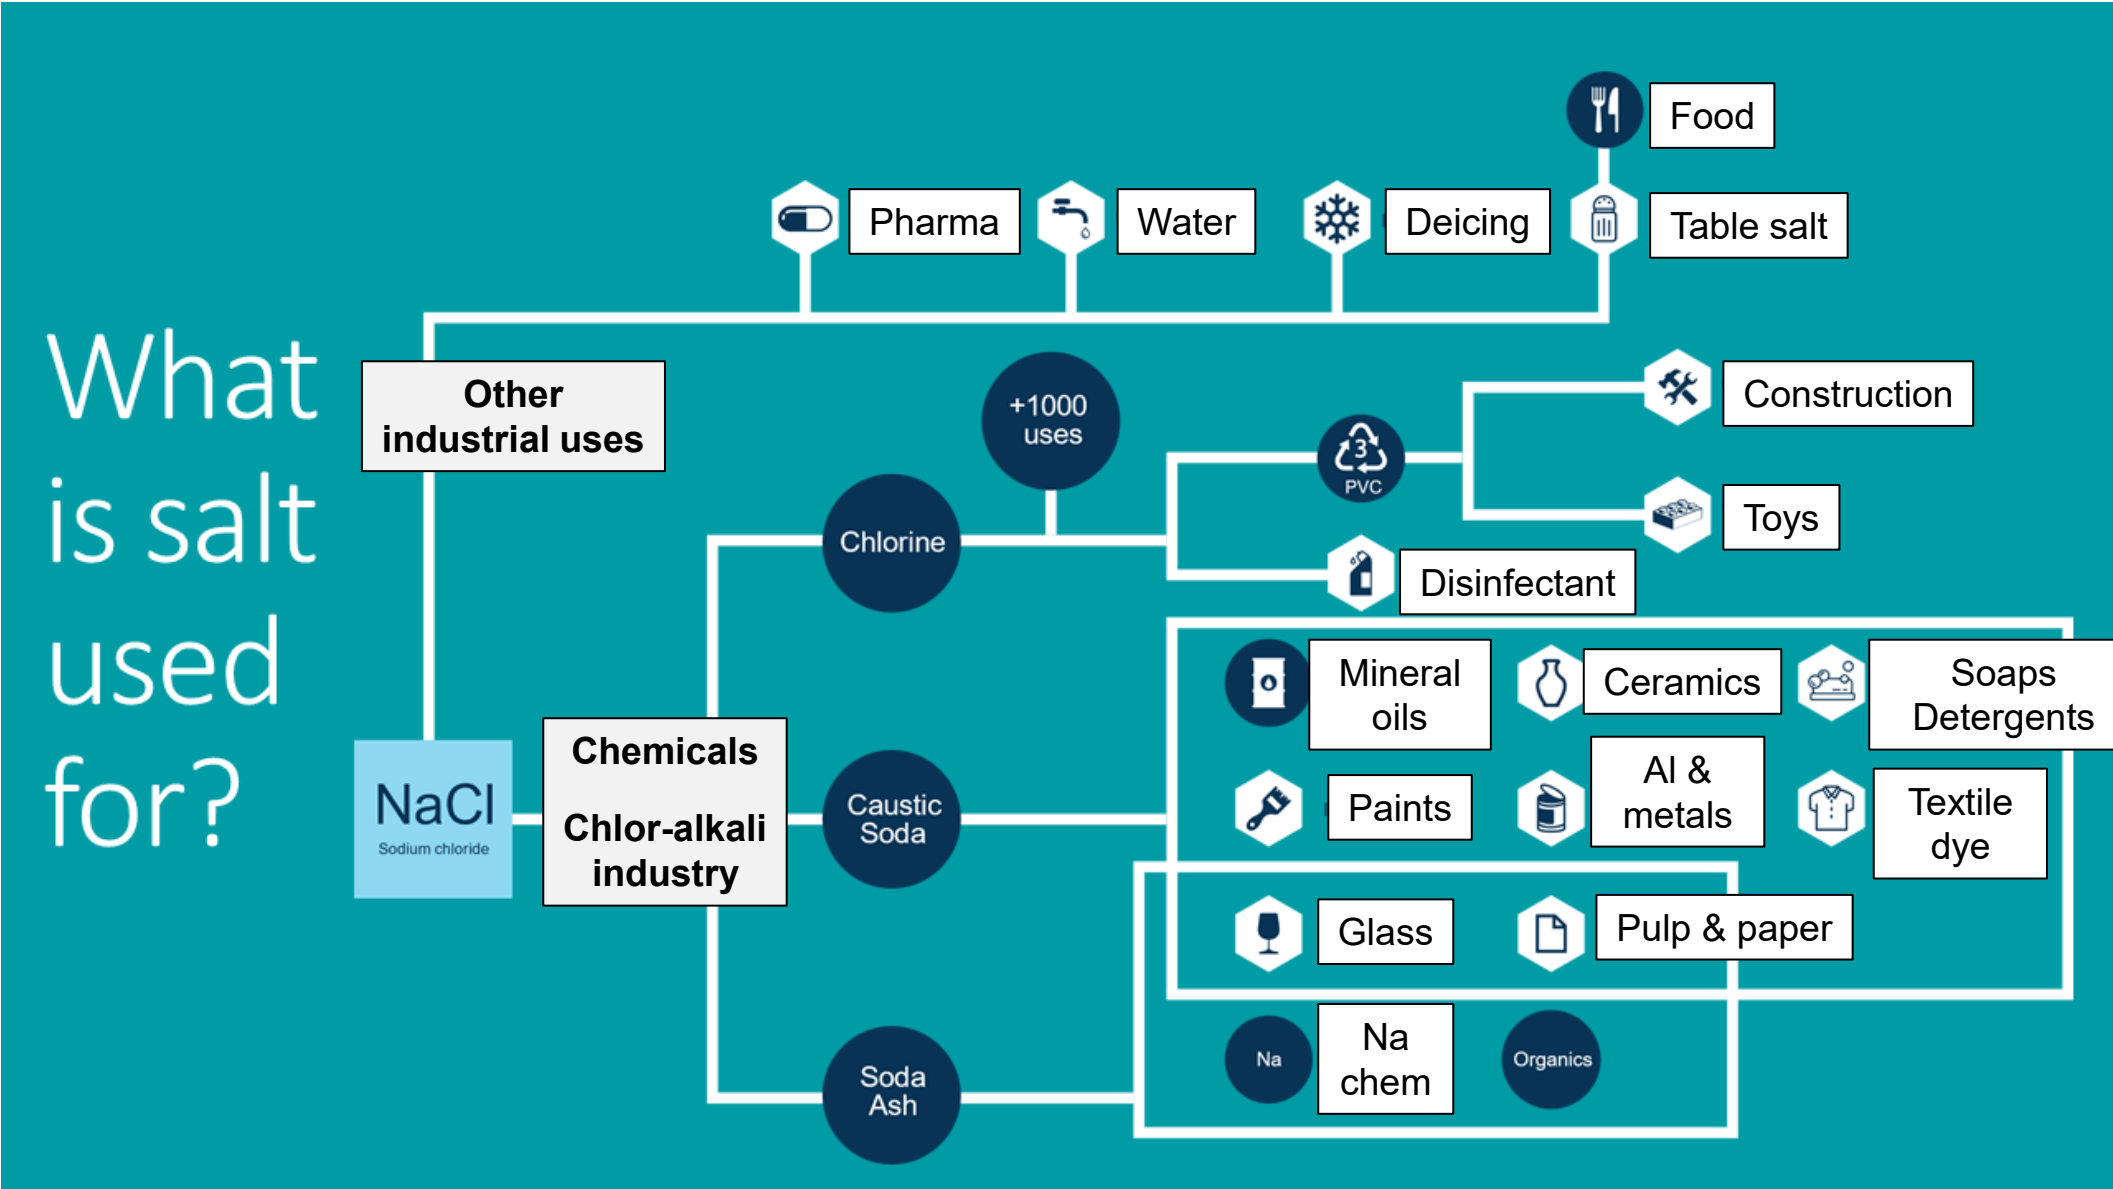 What
is salt
used
for?
Food
Pharma
Water
Deicing
Table salt
Other
industrial uses
+1000
uses
Construction
3
PVC
Toys
Chlorine
Disinfectant
NaCl
Sodium chloride
Chemicals
Chlor-alkali
industry
Caustic
Soda
Mineral
oils
Ceramics
Soaps
Detergents
Paints
Al &
metals
Textile
dye
Glass
Pulp & paper
Soda
Ash
Na
Na
chem
Organics